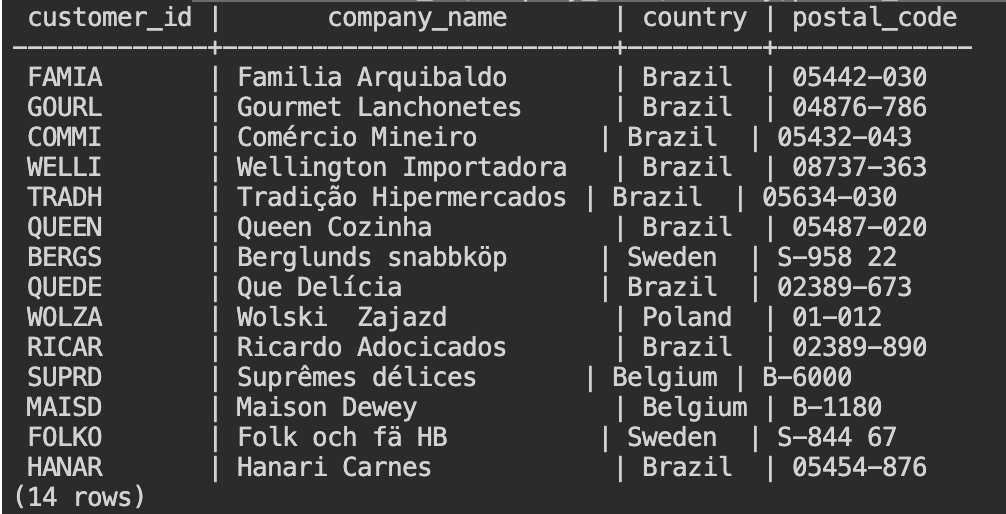 customer_id | company_name | country | postal_code
-------------+--------------------------+---------+-------------
FAMIA | Familia Arquibaldo | Brazil | 05442-030
GOURL | Gourmet Lanchonetes | Brazil | 04876-786
COMMI | Comércio Mineiro | Brazil | 05432-043
WELLI | Wellington Importadora | Brazil | 08737-363
TRADH | Tradição Hipermercados | Brazil | 05634-030
QUEEN | Queen Cozinha | Brazil | 05487-020
BERGS | Berglunds snabbköp | Sweden | S-958 22
QUEDE | Que Delícia | Brazil | 02389-673
WOLZA | Wolski  Zajazd | Poland | 01-012
RICAR | Ricardo Adocicados | Brazil | 02389-890
SUPRD | Suprêmes délices | Belgium | B-6000
MAISD | Maison Dewey | Belgium | B-1180
FOLKO | Folk och fä HB | Sweden | S-844 67
HANAR | Hanari Carnes | Brazil | 05454-876
(14 rows)